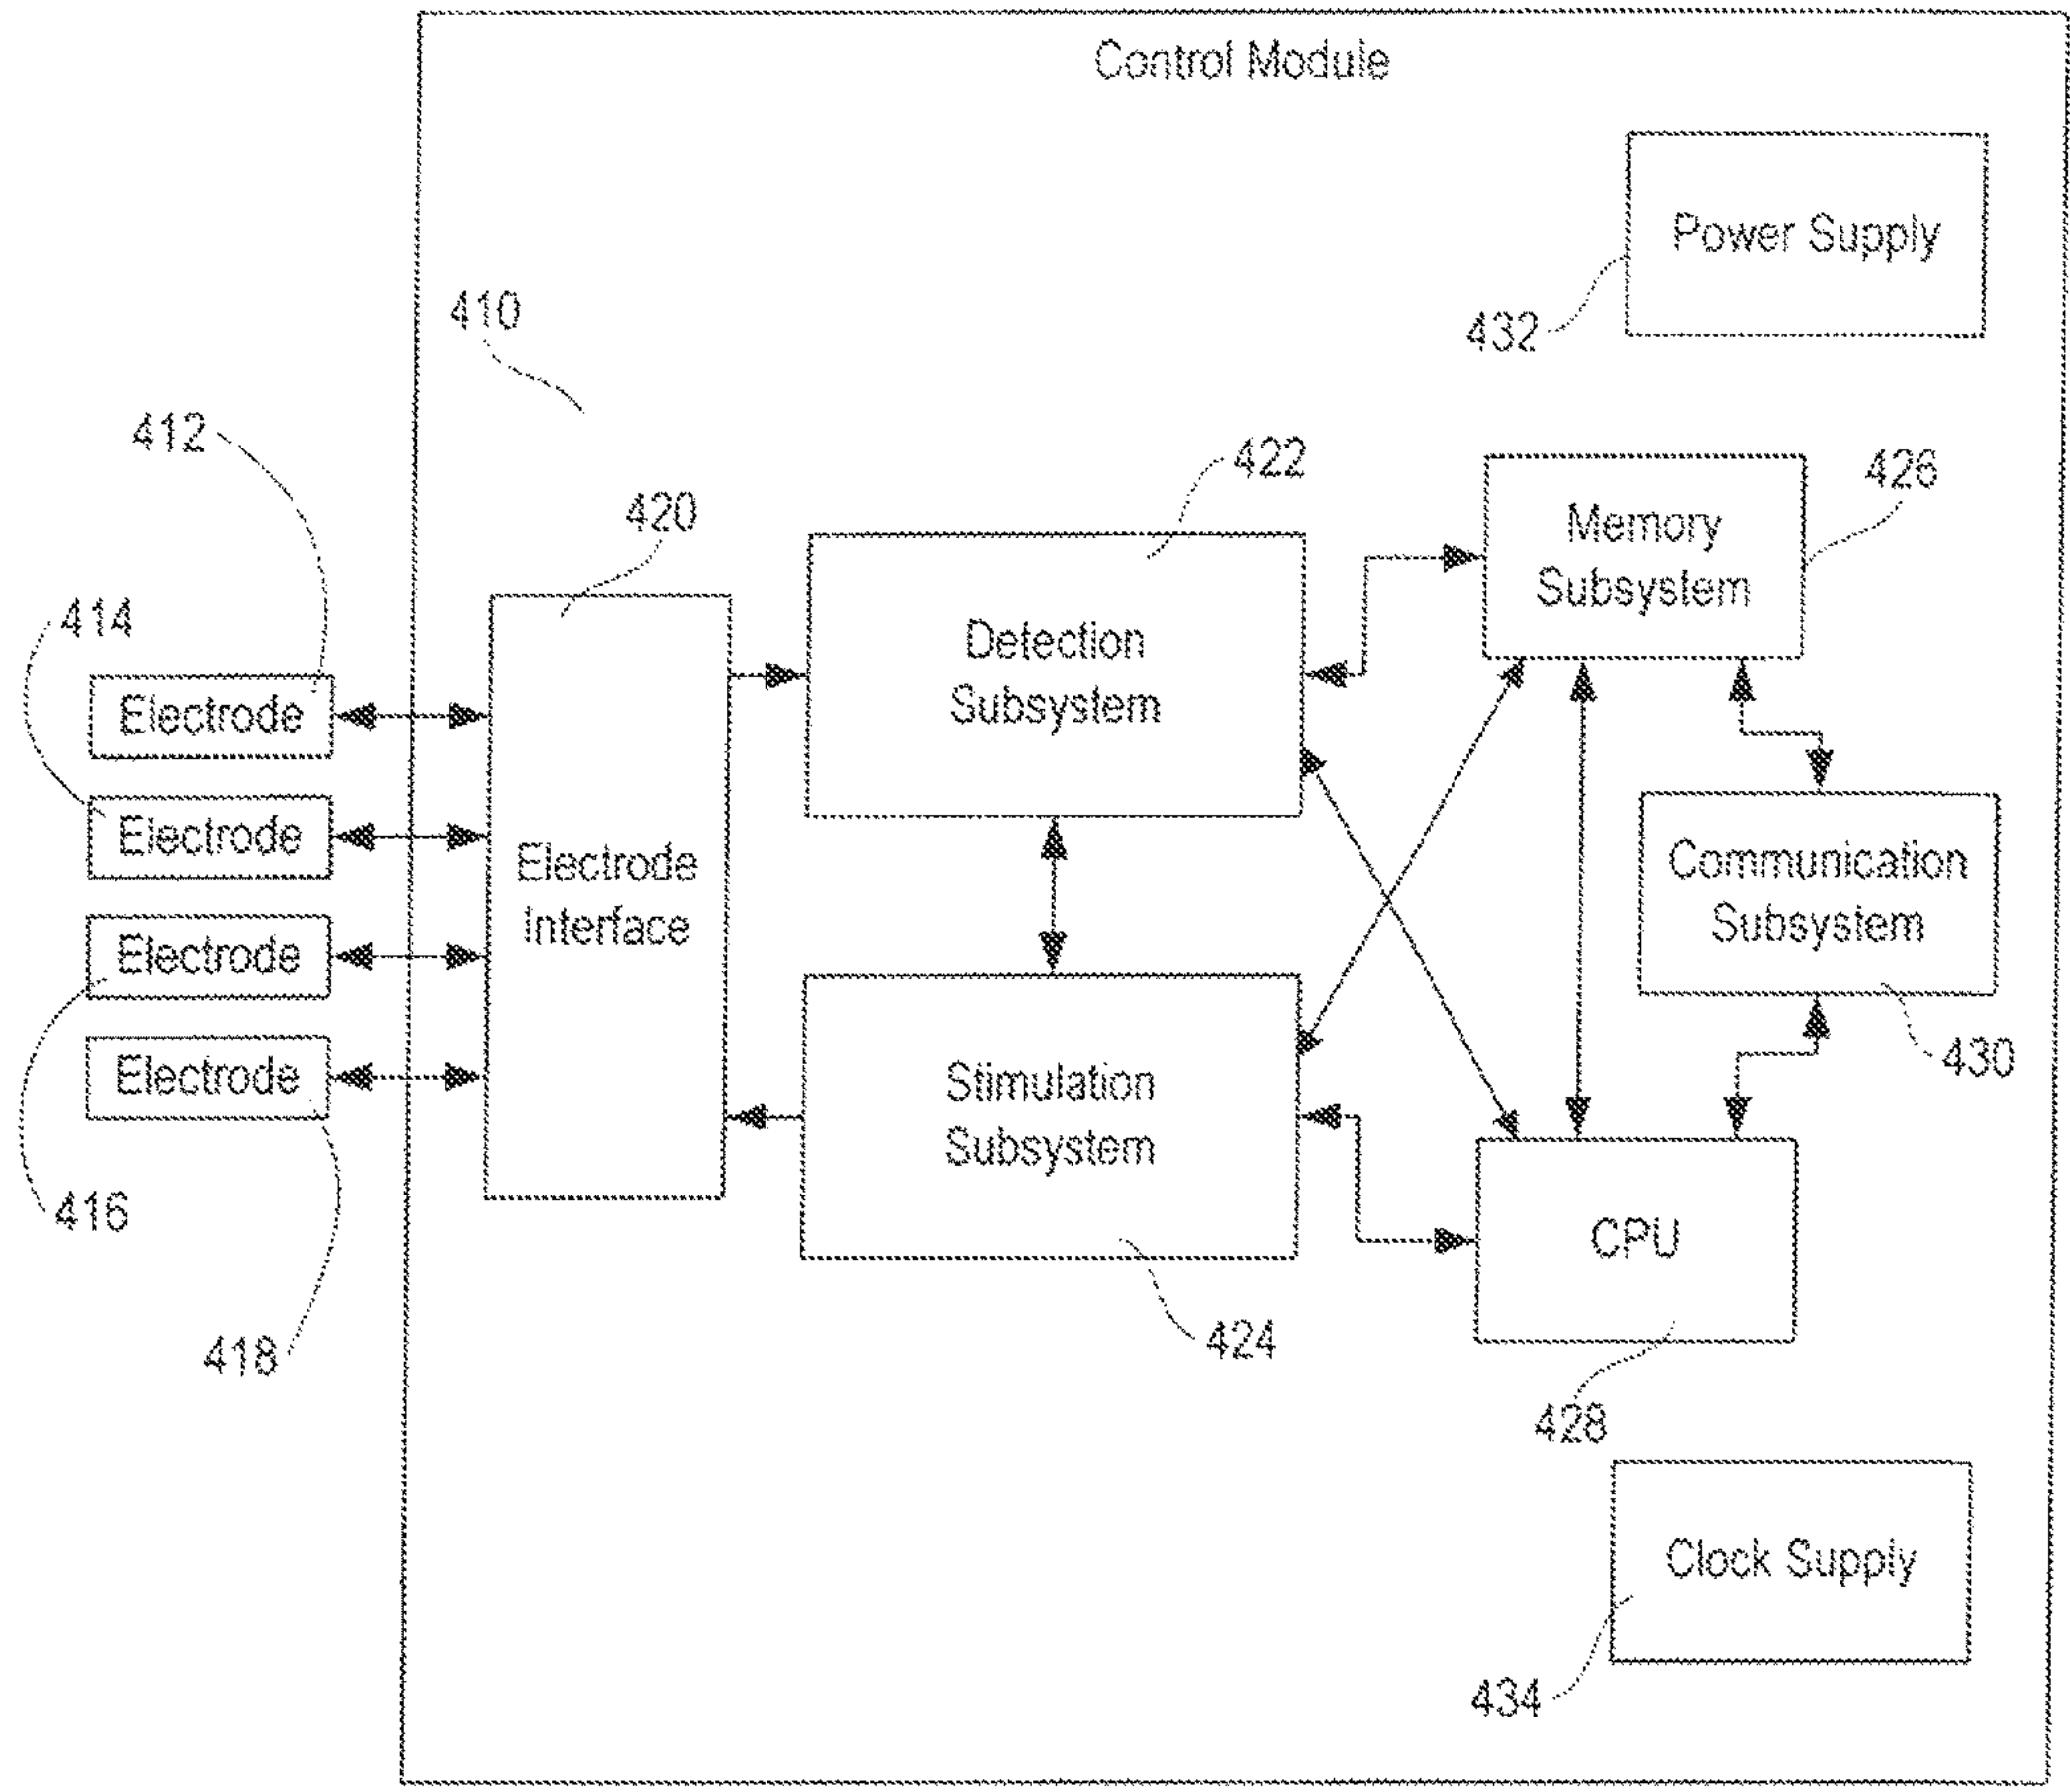 Control Module
Power Supply
432
410
412
422
426
420
Memory
Subsystem
414
Detection
Subsystem
Electrode
Electrode
Electrode
Interface
Communication
Subsystem
Electrode
430
Electrode
Stimulation
Subsystem
416
CPU
418
424
428
Clock Supply
434